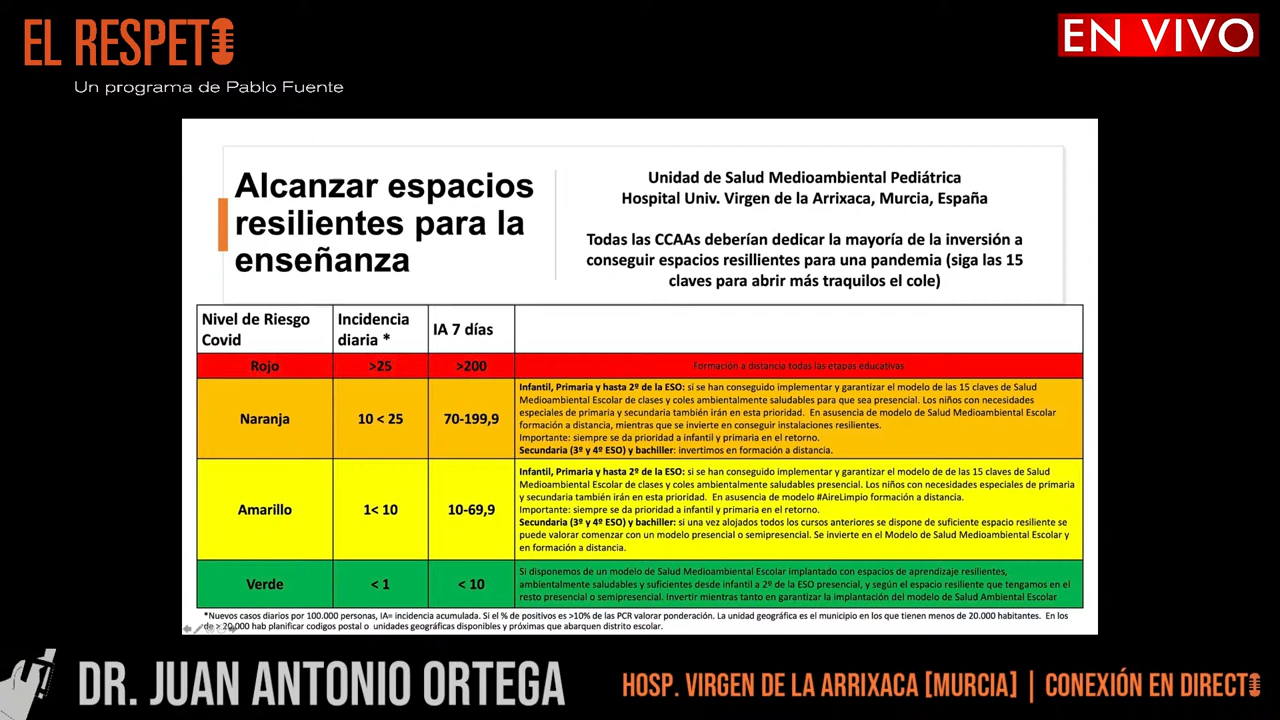 EL RESPETO
Un programa de Pablo Fuente
EN VIVO
Alcanzar espacios
resilientes para la
enseñanza
Unidad de Salud Medioambiental Pediátrica
Hospital Univ. Virgen de la Arrixaca, Murcia, España
Todas las CCAAs deberían dedicar la mayoría de la inversión a
conseguir espacios resillientes para una pandemia (siga las 15
claves para abrir más traquilos el cole)
Nivel de Riesgo
Covid
Incidencia
diaria *
IA 7 días
Rojo
>25
>200
Formación a distancia todas las etapas educativas
Naranja
10 < 25
70-199,9
Infantil, Primaria y hasta 2º de la ESO: si se han conseguido implementar y garantizar el modelo de las 15 claves de Salud
Medioambiental Escolar de clases y coles ambientalmente saludables para que sea presencial. Los niños con necesidades
especiales de primaria y secundaria también irán en esta prioridad. En asusencia de modelo de Salud Medioambiental Escolar
formación a distancia, mientras que se invierte en conseguir instalaciones resilientes.
Importante: siempre se da prioridad a infantil y primaria en el retorno.
Secundaria (3º y 4º ESO) y bachiller: invertimos en formación a distancia.
Amarillo
1< 10
10-69,9
Infantil, Primaria y hasta 2º de la ESO: si se han conseguido implementar y garantizar el modelo de de las 15 claves de Salud
Medioambiental Escolar de clases y coles ambientalmente saludables presencial. Los niños con necesidades especiales de primaria
y secundaria también irán en esta prioridad. En asusencia de modelo #AireLimpio formación a distancia.
Importante: siempre se da prioridad a infantil y primaria en el retorno.
Secundaria (3º y 4º ESO) y bachiller: si una vez alojados todos los cursos anteriores se dispone de suficiente espacio resiliente se
puede valorar comenzar con un modelo presencial o semipresencial. Se invierte en el Modelo de Salud Medioambiental Escolar y
en formación a distancia.
Verde
< 1
< 10
Si disponemos de un modelo de Salud Medioambiental Escolar implantado con espacios de aprendizaje resilientes,
ambientalmente saludables y suficientes desde infantil a 2º de la ESO presencial, y según el espacio resiliente que tengamos en el
resto presencial o semipresencial. Invertir mientras tanto en garantizar la implantación del modelo de Salud Ambiental Escolar
*Nuevos casos diarios por 100.000 personas, IA= incidencia acumulada. Si el % de positivos es >10% de las PCR valorar ponderación. La unidad geográfica es el municipio en los que tienen menos de 20.000 habitantes. En los
de > 20,000 hab planificar codigos postal o unidades geográficas disponibles y próximas que abarquen distrito escolar.
DR. JUAN ANTONIO ORTEGA
HOSP. VIRGEN DE LA ARRIXACA [MURCIA] | CONEXIÓN EN DIRECTO